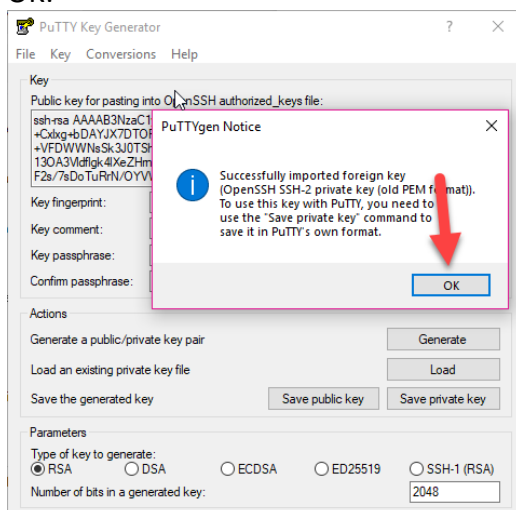 OK.
PuTTY Key Generator ? ×
File Key Conversions Help
Key
Public key for pasting into OpenSSH authorized_keys file:
ssh-rsa AAAAB3NzaC1
+Cxlxg+bDAYJX7DTOF
+VFDWWNsSk3J0TSh
13OA3Vldflgk4lXeZHm
F2s/7sDoTuRrN/OYV
Key fingerprint:
Key comment:
Key passphrase:
Confirm passphrase:
PuTTYgen Notice ×
Successfully imported foreign key
(OpenSSH SSH-2 private key (old PEM format)).
To use this key with PuTTY, you need to
use the "Save private key" command to
save it in PuTTY's own format.
OK
Actions
Generate a public/private key pair Generate
Load an existing private key file Load
Save the generated key Save public key Save private key
Parameters
Type of key to generate:
RSA DSA ECDSA ED25519 SSH-1 (RSA)
Number of bits in a generated key: 2048